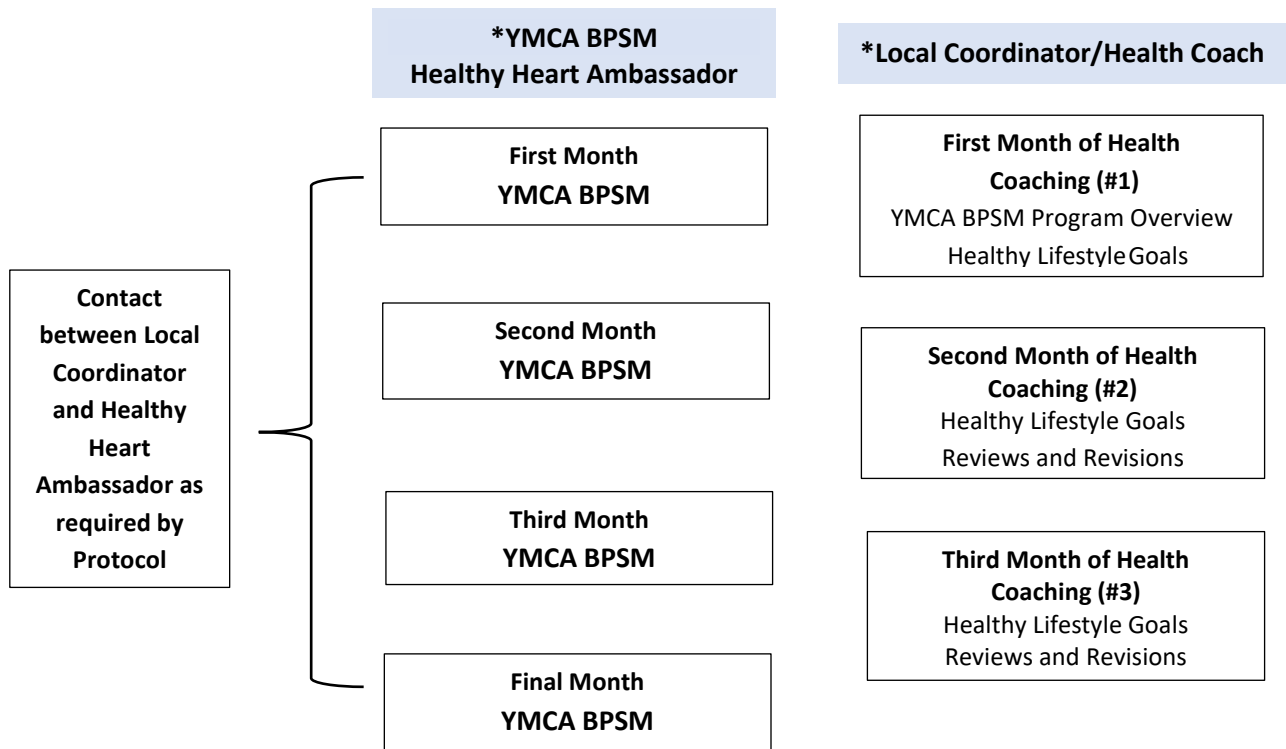 *YMCA BPSM
Healthy Heart Ambassador
*Local Coordinator/Health Coach
Contact
between Local
Coordinator
and Healthy
Heart
Ambassador as
required by
Protocol
First Month
YMCA BPSM
Second Month
YMCA BPSM
Third Month
YMCA BPSM
Final Month
YMCA BPSM
First Month of Health
Coaching (#1)
YMCA BPSM Program Overview
Healthy Lifestyle Goals
Second Month of Health
Coaching (#2)
Healthy Lifestyle Goals
Reviews and Revisions
Third Month of Health
Coaching (#3)
Healthy Lifestyle Goals
Reviews and Revisions